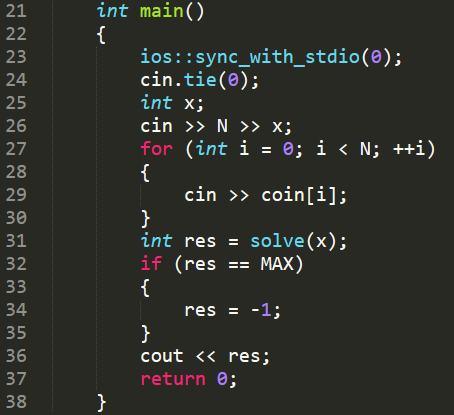 21 int main()
22 {
23 ios::sync_with_stdio(0);
24 cin.tie(0);
25 int x;
26 cin >> N >> x;
27 for (int i = 0; i < N; ++i)
28 {
29 cin >> coin[i];
30 }
31 int res = solve(x);
32 if (res == MAX)
33 {
34 res = -1;
35 }
36 cout << res;
37 return 0;
38 }